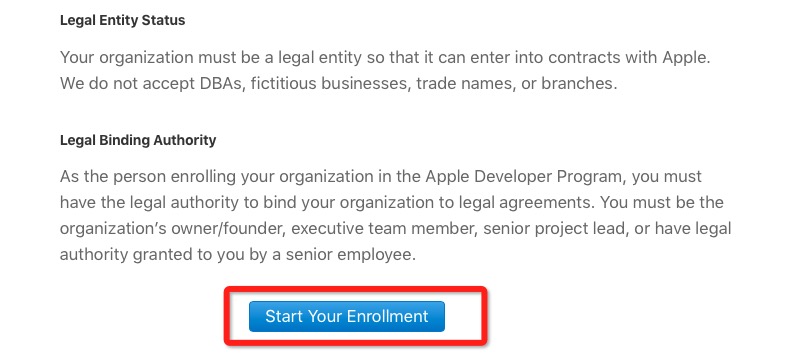 Legal Entity Status
Your organization must be a legal entity so that it can enter into contracts with Apple.
We do not accept DBAs, fictitious businesses, trade names, or branches.
Legal Binding Authority
As the person enrolling your organization in the Apple Developer Program, you must
have the legal authority to bind your organization to legal agreements. You must be the
organization’s owner/founder, executive team member, senior project lead, or have legal
authority granted to you by a senior employee.
Start Your Enrollment